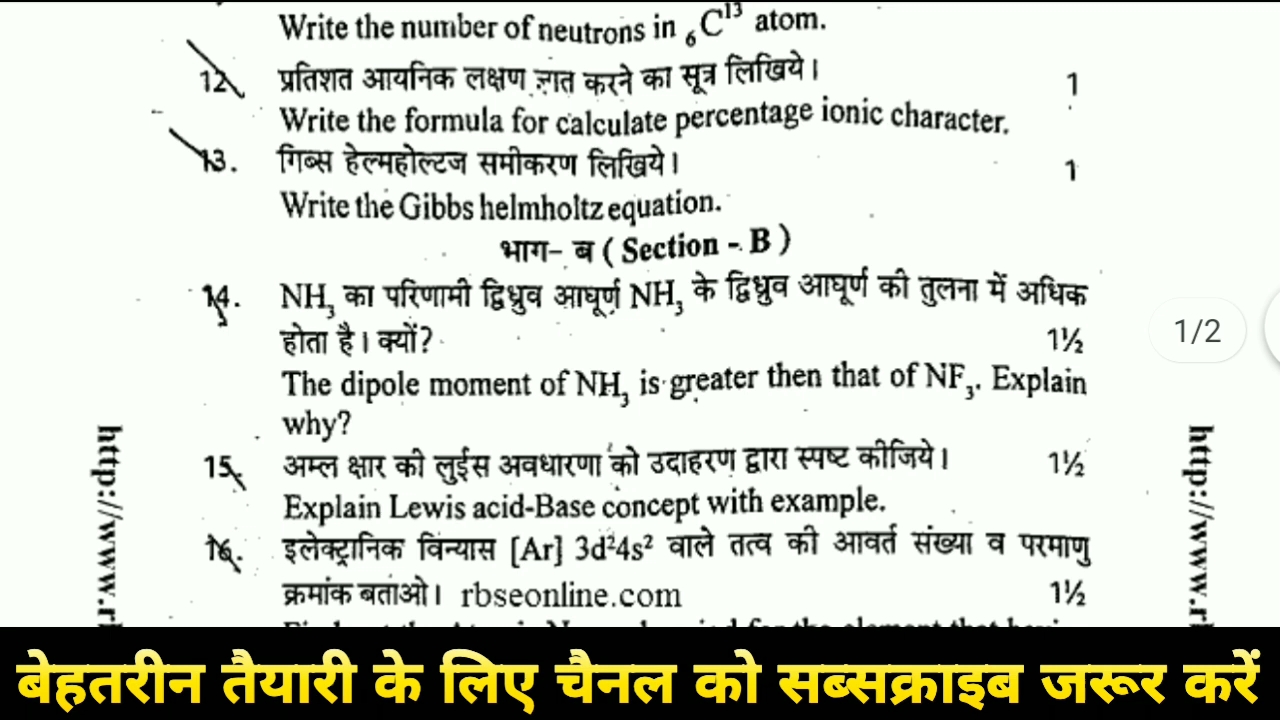 Write the number of neutrons in ₆C¹³ atom.
12. प्रतिशत आयनिक लक्षण ज्ञात करने का सूत्र लिखिये। 1
Write the formula for calculate percentage ionic character.
13. गिब्स हेल्महोल्टज समीकरण लिखिये। 1
Write the Gibbs helmholtz equation.
भाग- ब ( Section - B )
14. NH₃ का परिणामी द्विध्रुव आघूर्ण NH₃ के द्विध्रुव आघूर्ण की तुलना में अधिक
होता है। क्यों? 1½
The dipole moment of NH₃ is greater then that of NF₃. Explain
why?
15. अम्ल क्षार की लुईस अवधारणा को उदाहरण द्वारा स्पष्ट कीजिये। 1½
Explain Lewis acid-Base concept with example.
16. इलेक्ट्रानिक विन्यास [Ar] 3d²4s² वाले तत्व की आवर्त संख्या व परमाणु
क्रमांक बताओ। rbseonline.com 1½
http://www.r
http://www.r
1/2
बेहतरीन तैयारी के लिए चैनल को सब्सक्राइब जरूर करें